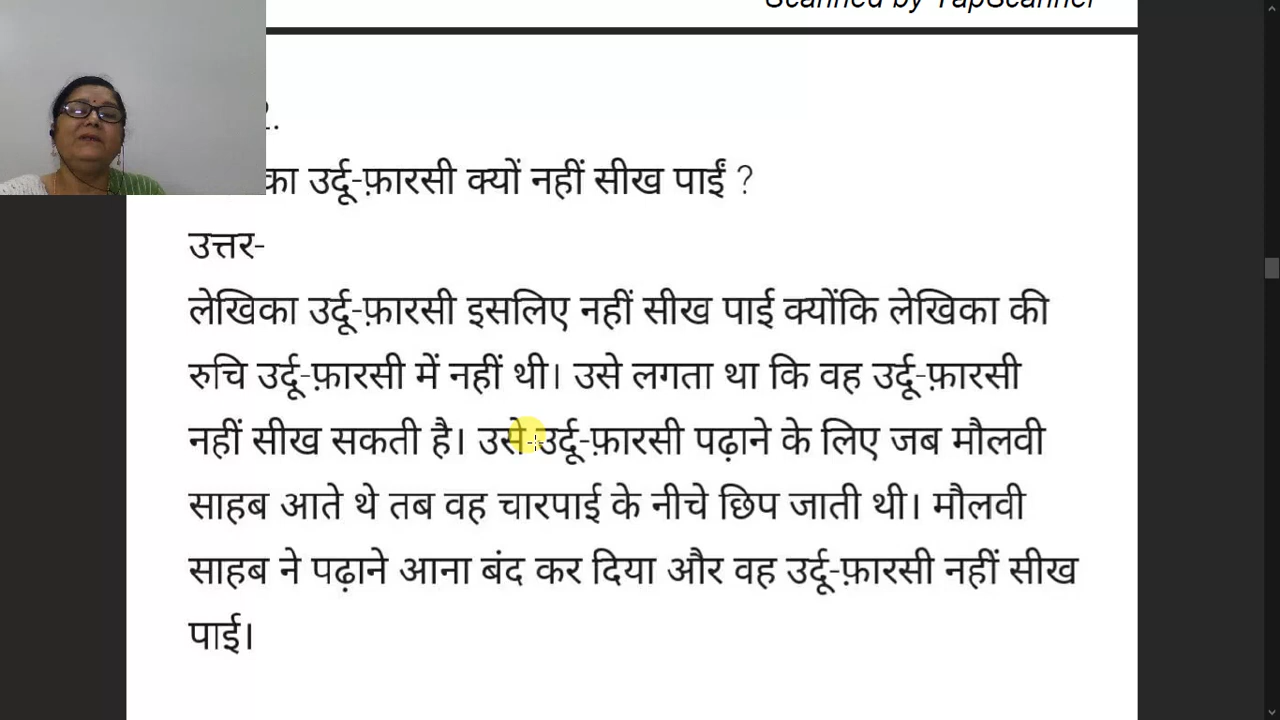 Scanned by TapScanner
2.
का उर्दू-फ़ारसी क्यों नहीं सीख पाईं ?
उत्तर-
लेखिका उर्दू-फ़ारसी इसलिए नहीं सीख पाई क्योंकि लेखिका की
रुचि उर्दू-फ़ारसी में नहीं थी। उसे लगता था कि वह उर्दू-फ़ारसी
नहीं सीख सकती है। उसे उर्दू-फ़ारसी पढ़ाने के लिए जब मौलवी
साहब आते थे तब वह चारपाई के नीचे छिप जाती थी। मौलवी
साहब ने पढ़ाने आना बंद कर दिया और वह उर्दू-फ़ारसी नहीं सीख
पाई।